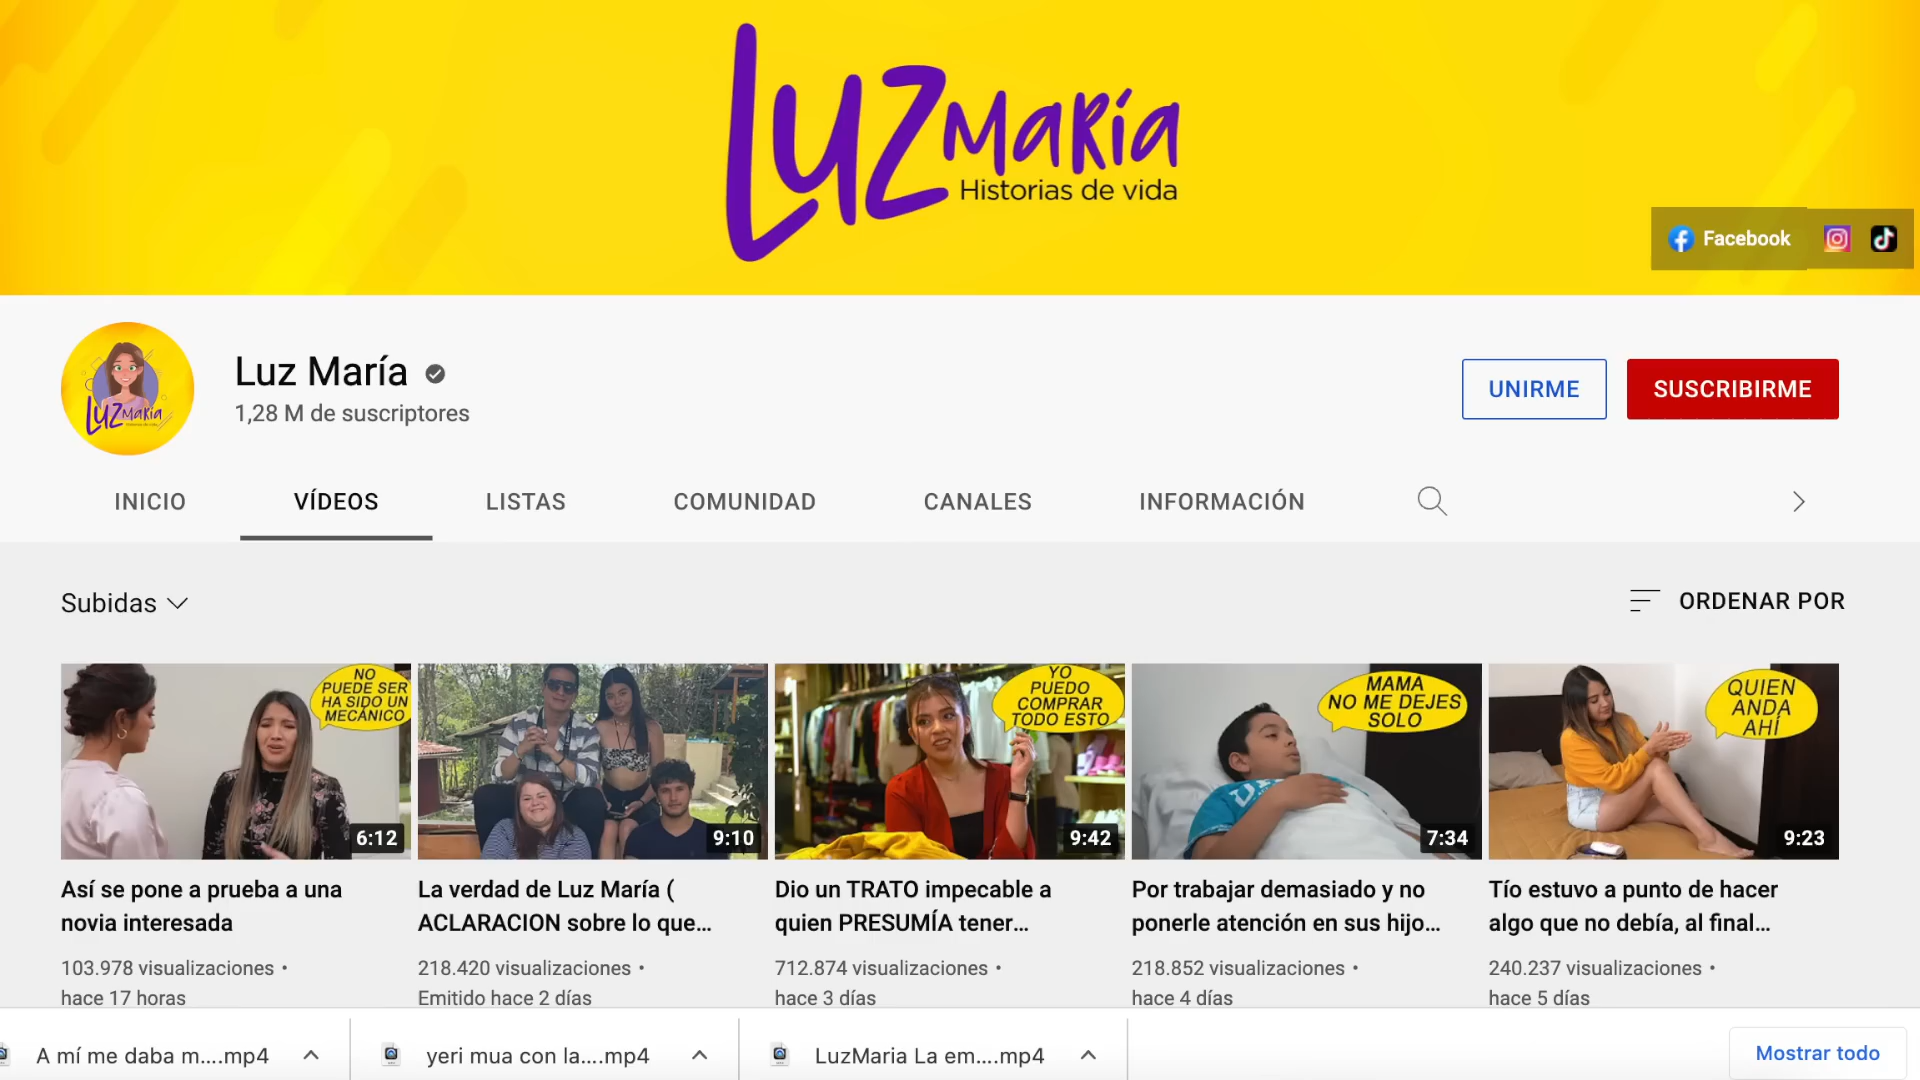 Luz María
Historias de vida
Facebook
Luz María
Luz María
1,28 M de suscriptores
UNIRME
SUSCRIBIRME
INICIO
VÍDEOS
LISTAS
COMUNIDAD
CANALES
INFORMACIÓN
Subidas
ORDENAR POR
NO
PUEDE SER
HA SIDO UN
MECÁNICO
6:12
9:10
YO
PUEDO
COMPRAR
TODO ESTO
9:42
MAMA
NO ME DEJES
SOLO
7:34
QUIEN
ANDA
AHÍ
9:23
Así se pone a prueba a una
novia interesada
103.978 visualizaciones •
hace 17 horas
La verdad de Luz María (
ACLARACION sobre lo que...
218.420 visualizaciones •
Emitido hace 2 días
Dio un TRATO impecable a
quien PRESUMÍA tener...
712.874 visualizaciones •
hace 3 días
Por trabajar demasiado y no
ponerle atención en sus hijo...
218.852 visualizaciones •
hace 4 días
Tío estuvo a punto de hacer
algo que no debía, al final...
240.237 visualizaciones •
hace 5 días
A mí me daba m....mp4
yeri mua con la....mp4
LuzMaria La em....mp4
Mostrar todo